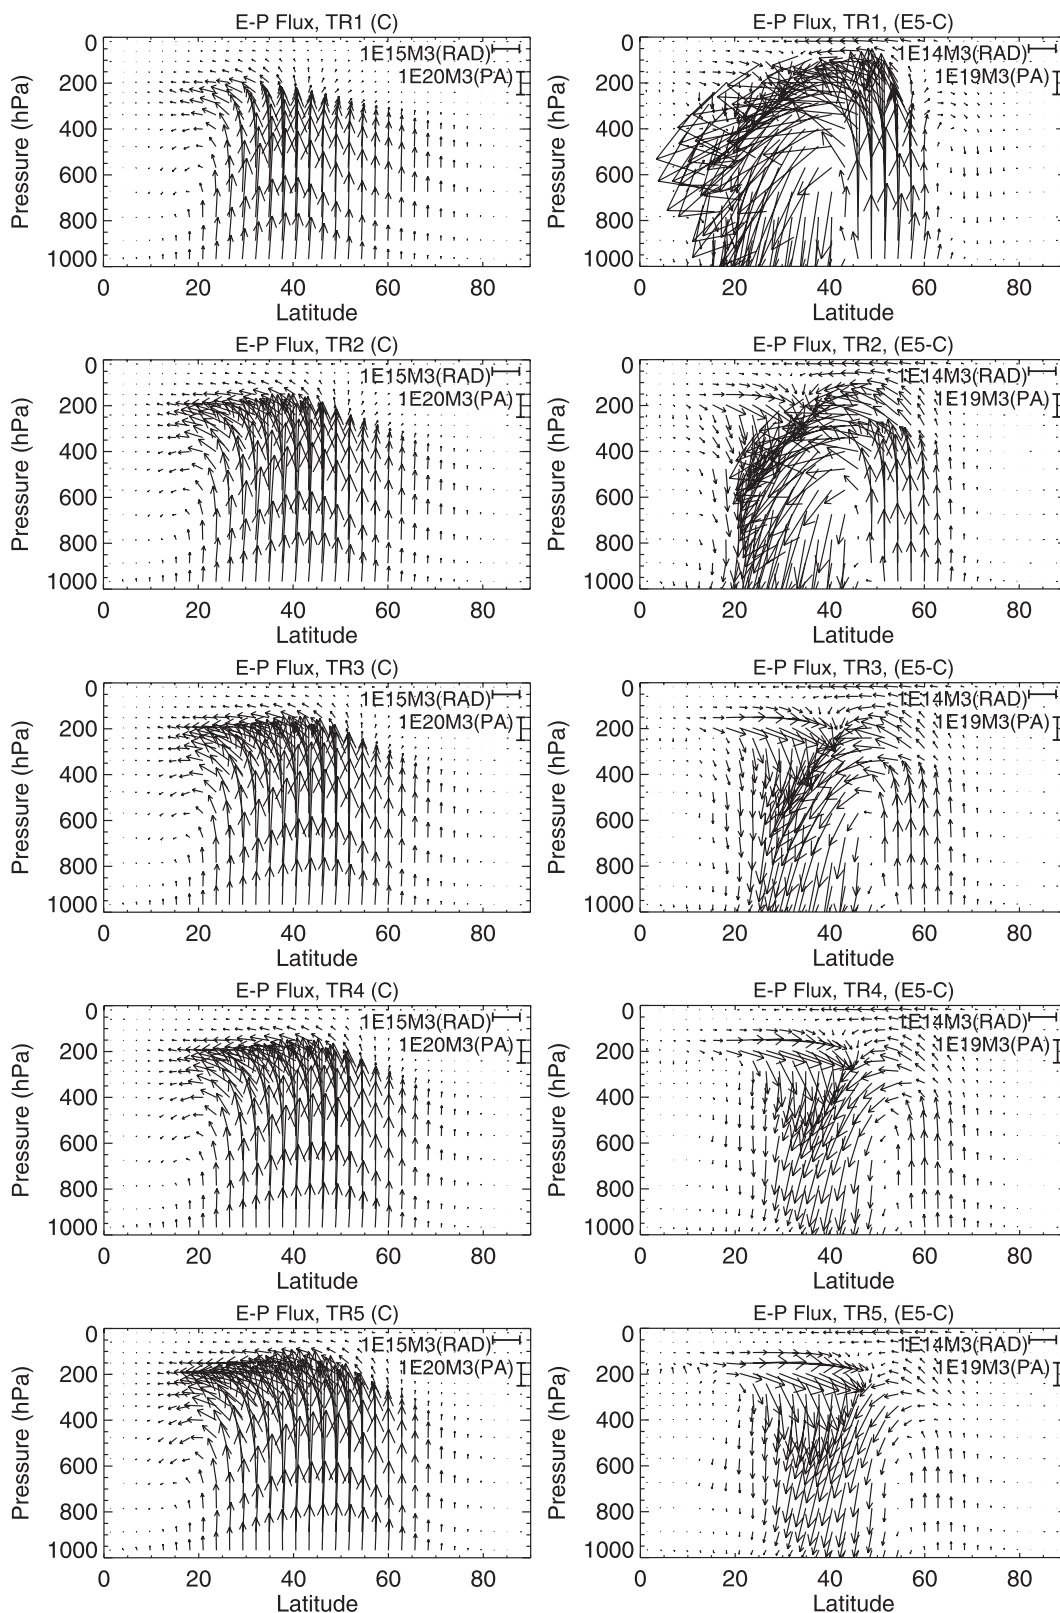 E-P Flux, TR1 (C)
0
200
400
600
800
1000
Pressure (hPa)
1E15M3(RAD)
1E20M3(PA)
0 20 40 60 80
Latitude
E-P Flux, TR1, (E5-C)
0
200
400
600
800
1000
Pressure (hPa)
1E14M3(RAD)
1E19M3(PA)
0 20 40 60 80
Latitude
E-P Flux, TR2 (C)
0
200
400
600
800
1000
Pressure (hPa)
1E15M3(RAD)
1E20M3(PA)
0 20 40 60 80
Latitude
E-P Flux, TR2, (E5-C)
0
200
400
600
800
1000
Pressure (hPa)
1E14M3(RAD)
1E19M3(PA)
0 20 40 60 80
Latitude
E-P Flux, TR3 (C)
0
200
400
600
800
1000
Pressure (hPa)
1E15M3(RAD)
1E20M3(PA)
0 20 40 60 80
Latitude
E-P Flux, TR3, (E5-C)
0
200
400
600
800
1000
Pressure (hPa)
1E14M3(RAD)
1E19M3(PA)
0 20 40 60 80
Latitude
E-P Flux, TR4 (C)
0
200
400
600
800
1000
Pressure (hPa)
1E15M3(RAD)
1E20M3(PA)
0 20 40 60 80
Latitude
E-P Flux, TR4, (E5-C)
0
200
400
600
800
1000
Pressure (hPa)
1E14M3(RAD)
1E19M3(PA)
0 20 40 60 80
Latitude
E-P Flux, TR5 (C)
0
200
400
600
800
1000
Pressure (hPa)
1E15M3(RAD)
1E20M3(PA)
0 20 40 60 80
Latitude
E-P Flux, TR5, (E5-C)
0
200
400
600
800
1000
Pressure (hPa)
1E14M3(RAD)
1E19M3(PA)
0 20 40 60 80
Latitude